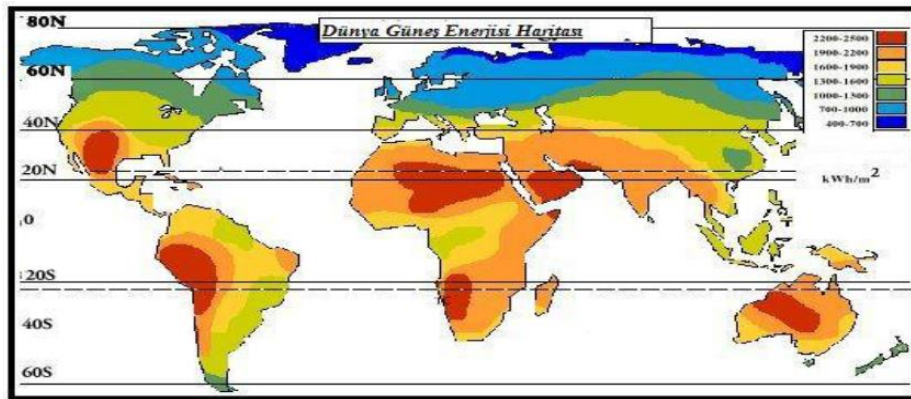 Dünya Güneş Enerjisi Haritası
80N
60N
40N
20N
0
20S
40S
60S
2200-2500
1900-2200
1600-1900
1300-1600
1000-1300
700-1000
400-700
kWh/m²